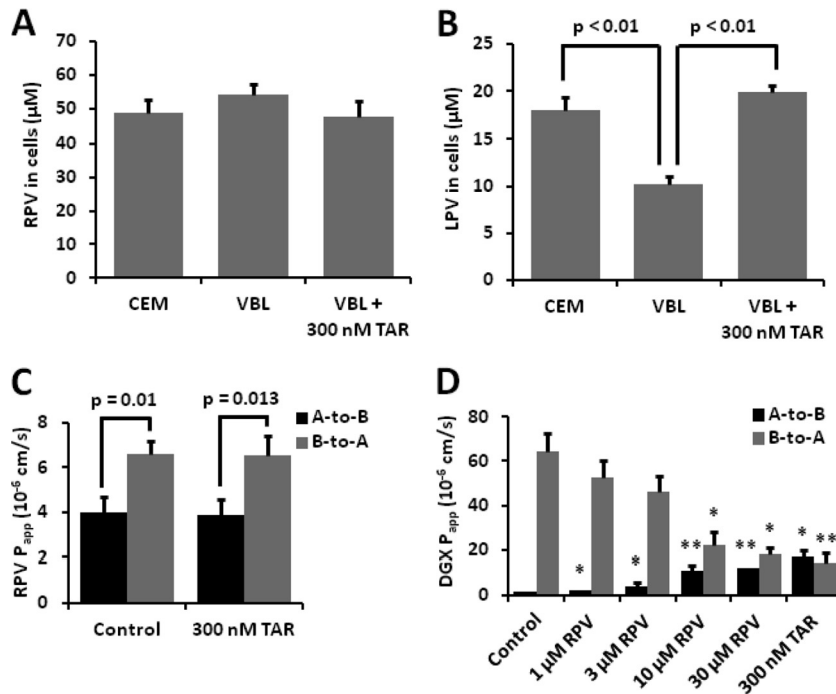 A
RPV in cells (µM)
70
60
50
40
30
20
10
0
CEM
VBL
VBL +
300 nM TAR
B
p < 0.01
p < 0.01
LPV in cells (µM)
25
20
15
10
5
0
CEM
VBL
VBL +
300 nM TAR
C
p = 0.01
p = 0.013
A-to-B
B-to-A
RPV Papp (10-6 cm/s)
8
6
4
2
0
Control
300 nM TAR
D
A-to-B
B-to-A
DGX Papp (10-6 cm/s)
80
60
40
20
0
*
*
**
*
**
*
*
**
Control
1 µM RPV
3 µM RPV
10 µM RPV
30 µM RPV
300 nM TAR